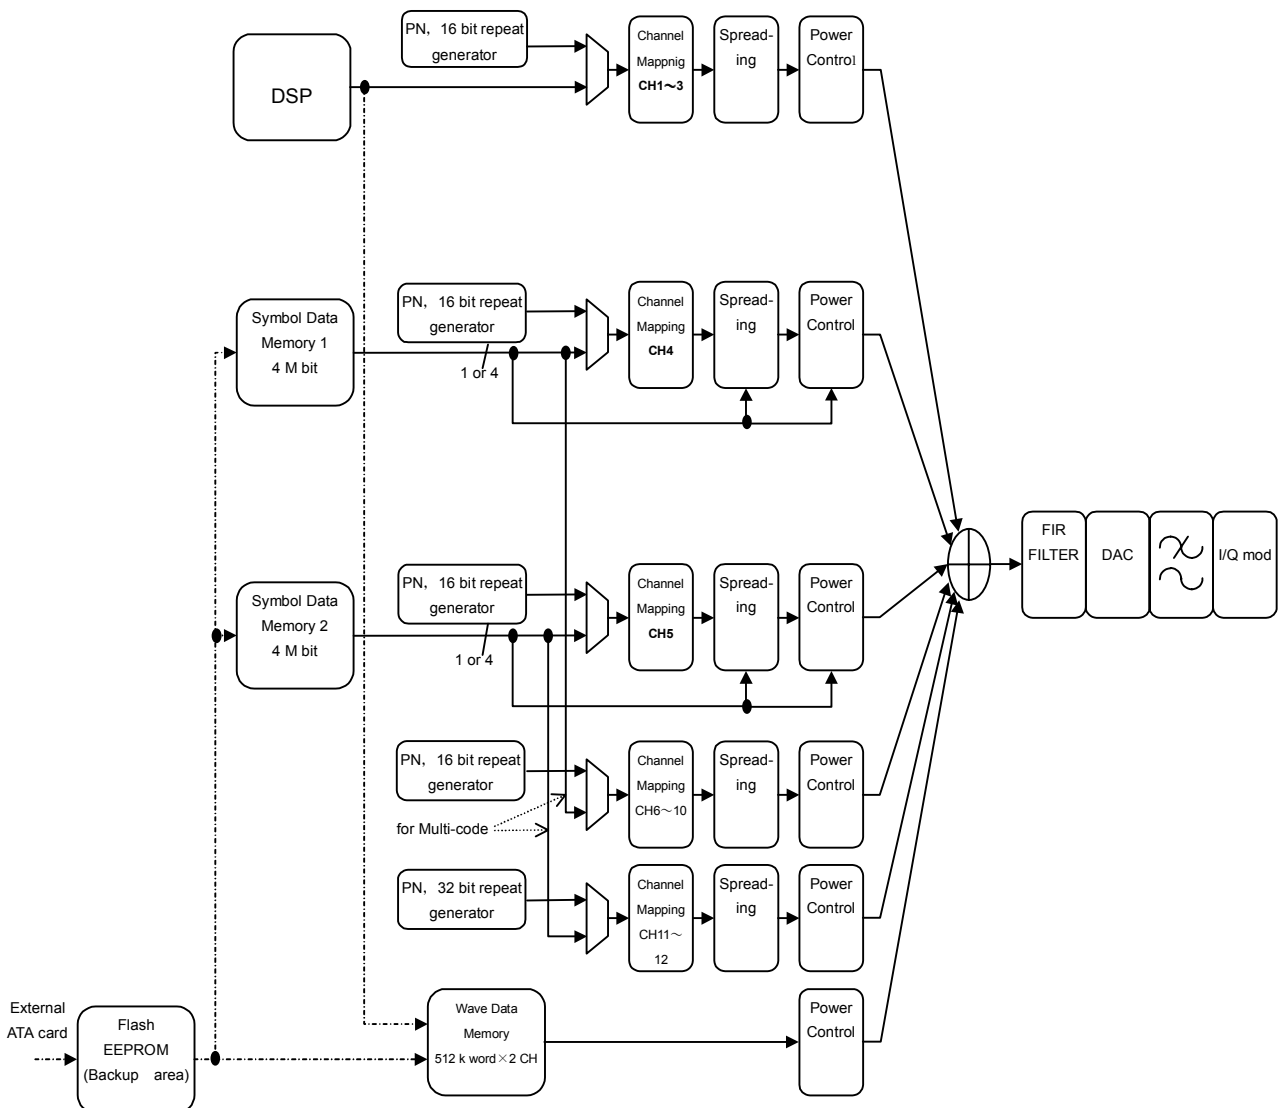 PN, 16 bit repeat
generator
DSP
Channel
Mappnig
CH1～3
Spread-
ing
Power
Control
Symbol Data
Memory 1
4 M bit
PN, 16 bit repeat
generator
1 or 4
Channel
Mapping
CH4
Spread-
ing
Power
Control
Symbol Data
Memory 2
4 M bit
PN, 16 bit repeat
generator
1 or 4
Channel
Mapping
CH5
Spread-
ing
Power
Control
FIR
FILTER
DAC
I/Q mod
PN, 16 bit repeat
generator
for Multi-code
Channel
Mapping
CH6～10
Spread-
ing
Power
Control
PN, 32 bit repeat
generator
Channel
Mapping
CH11～
12
Spread-
ing
Power
Control
External
ATA card
Flash
EEPROM
(Backup area)
Wave Data
Memory
512 k word×2 CH
Power
Control